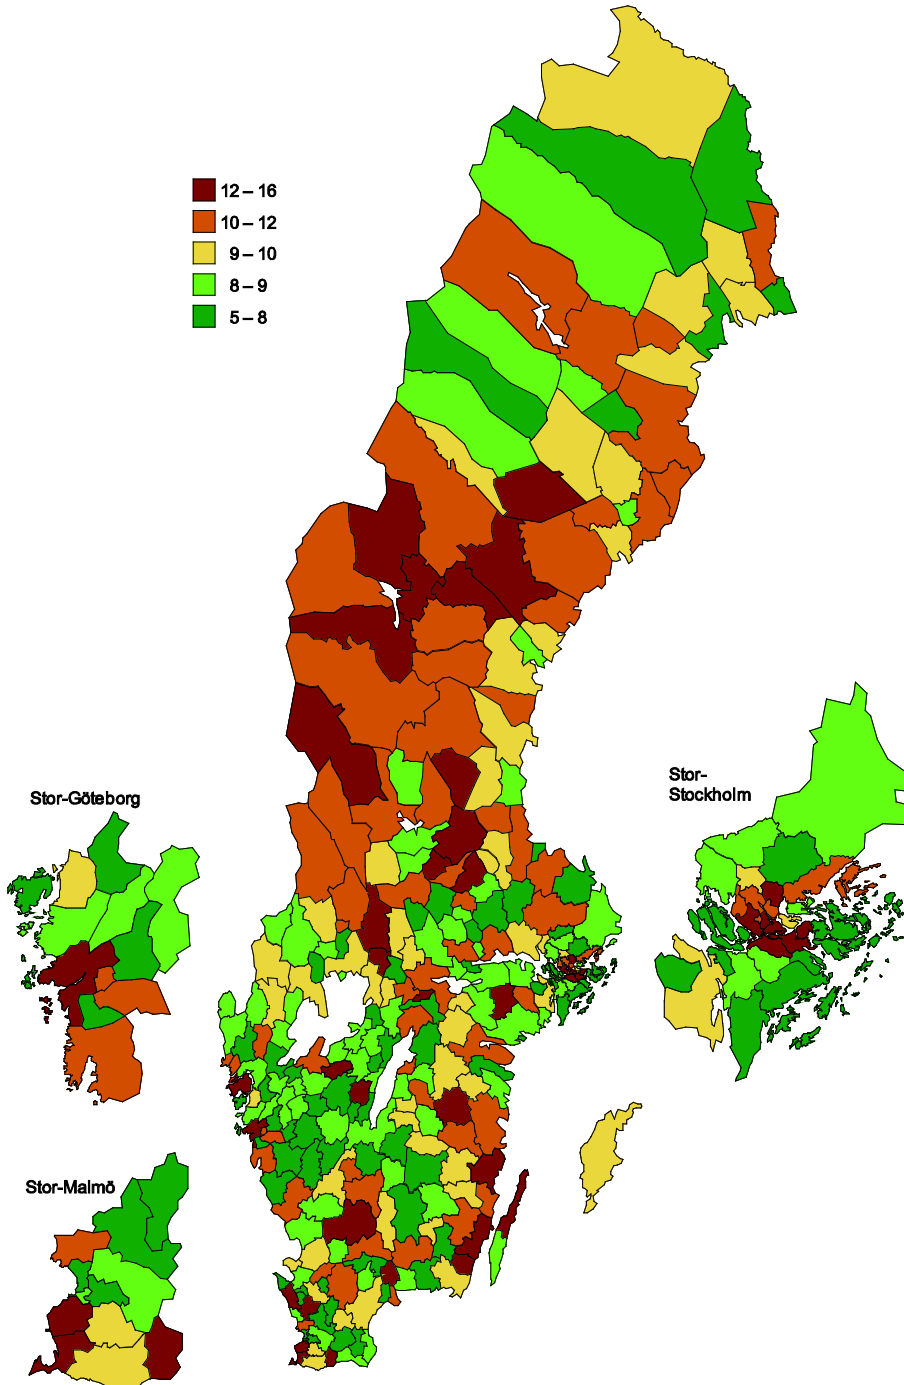 12 – 16
10 – 12
9 – 10
8 – 9
5 – 8
Stor-
Stockholm
Stor-Göteborg
Stor-Malmö